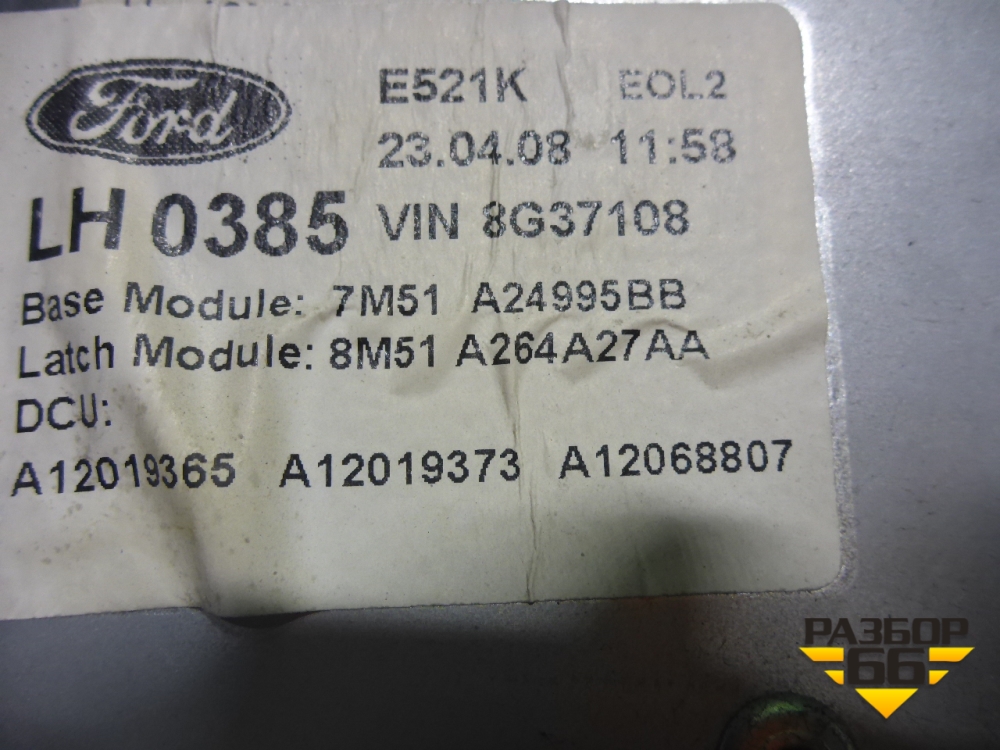 Ford
E521K EOL2
23.04.08 11:58
LH 0385 VIN 8G37108
Base Module: 7M51 A24995BB
Latch Module: 8M51 A264A27AA
DCU:
A12019365 A12019373 A12068807
РАЗБОР
66